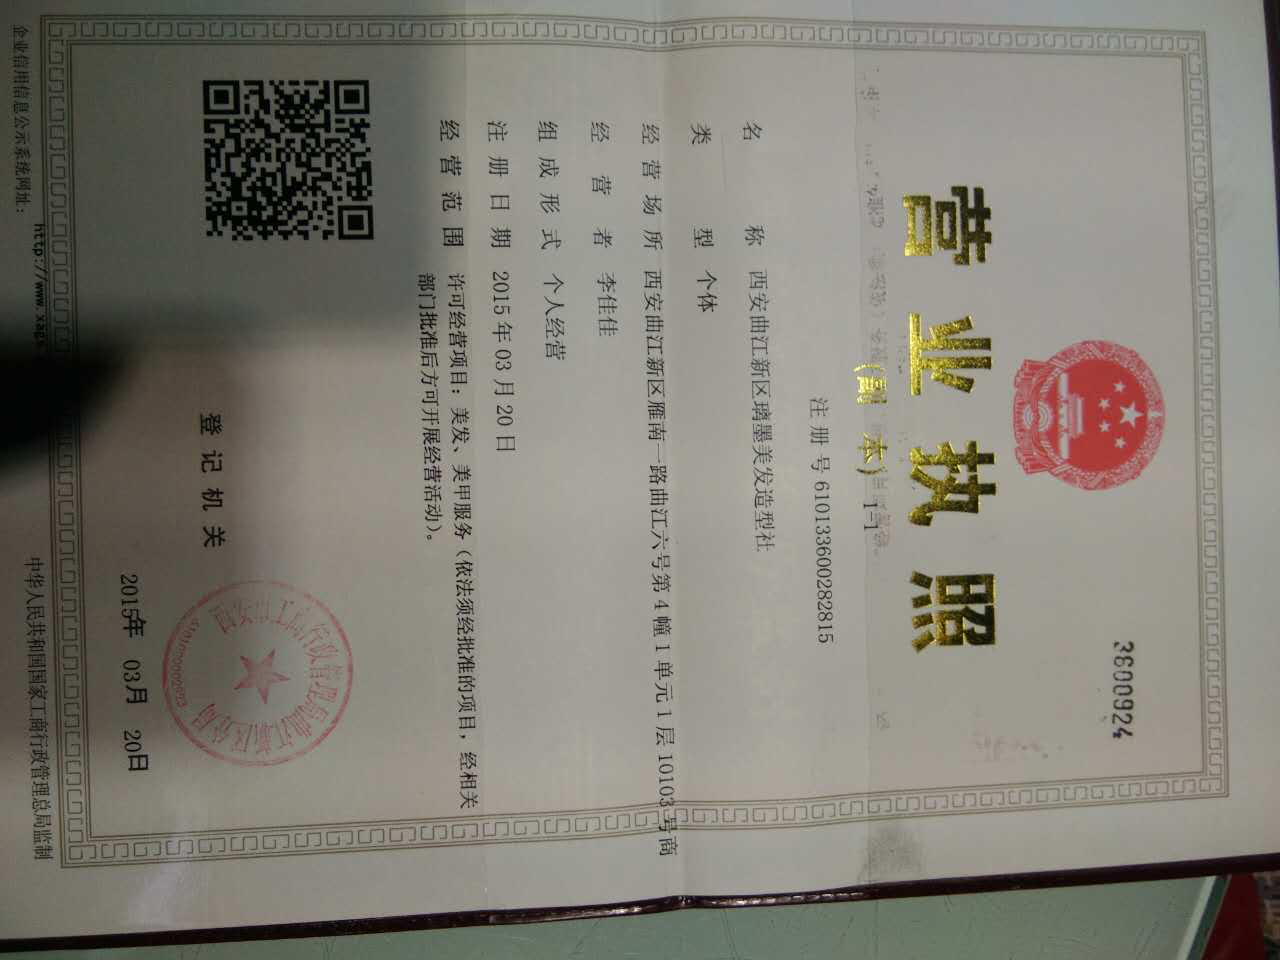 3600924
营业执照
(副本)
1-1
注册号 610133600282815
名称 西安曲江新区璃墨美发造型社
类型 个体
经营场所 西安曲江新区雁南一路曲江六号第4幢1单元1层10103号商
经营者 李佳佳
组成形式 个人经营
注册日期 2015年03月20日
经营范围 许可经营项目：美发、美甲服务（依法须经批准的项目，经相关
部门批准后方可开展经营活动）。
登记机关
西安市工商行政管理局曲江新区分局
2015年 03月 20日
企业信用信息公示系统网址：
http://www.xags
中华人民共和国国家工商行政管理总局监制